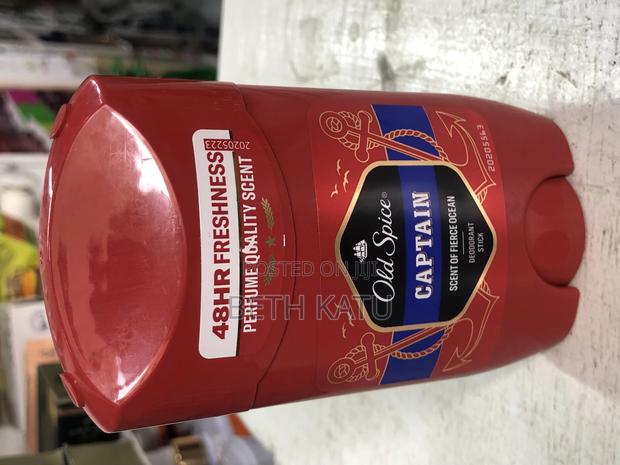 48HR FRESHNESS
20205223
PERFUME QUALITY SCENT
Old Spice®
CAPTAIN
SCENT OF FIERCE OCEAN
DEODORANT
STICK
20205563
POSTED ON JIJI
BETH KATU